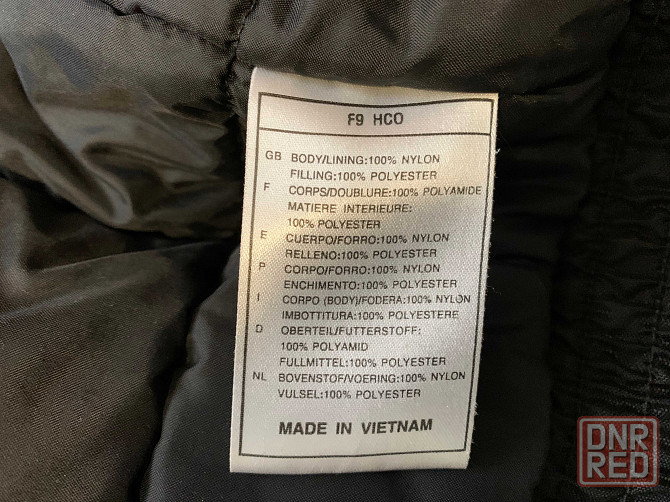 F9 HCO
GB BODY/LINING:100% NYLON
FILLING:100% POLYESTER
F CORPS/DOUBLURE:100% POLYAMIDE
MATIERE INTERIEURE:
100% POLYESTER
E CUERPO/FORRO:100% NYLON
RELLENO:100% POLYESTER
P CORPO/FORRO:100% NYLON
ENCHIMENTO:100% POLYESTER
I CORPO (BODY)/FODERA:100% NYLON
IMBOTTITURA:100% POLYESTERE
D OBERTEIL/FUTTERSTOFF:
100% POLYAMID
FULLMITTEL:100% POLYESTER
NL BOVENSTOF/VOERING:100% NYLON
VULSEL:100% POLYESTER
MADE IN VIETNAM
DNR
RED